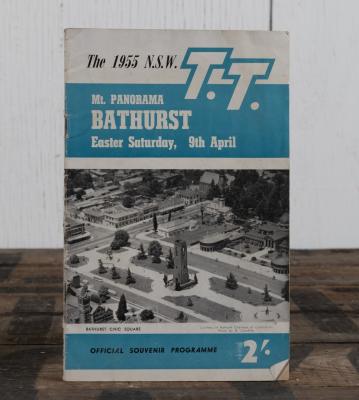 The 1955 N.S.W. T.T.
Mt. PANORAMA
BATHURST
Easter Saturday, 9th April
BATHURST CIVIC SQUARE
OFFICIAL SOUVENIR PROGRAMME 2/-